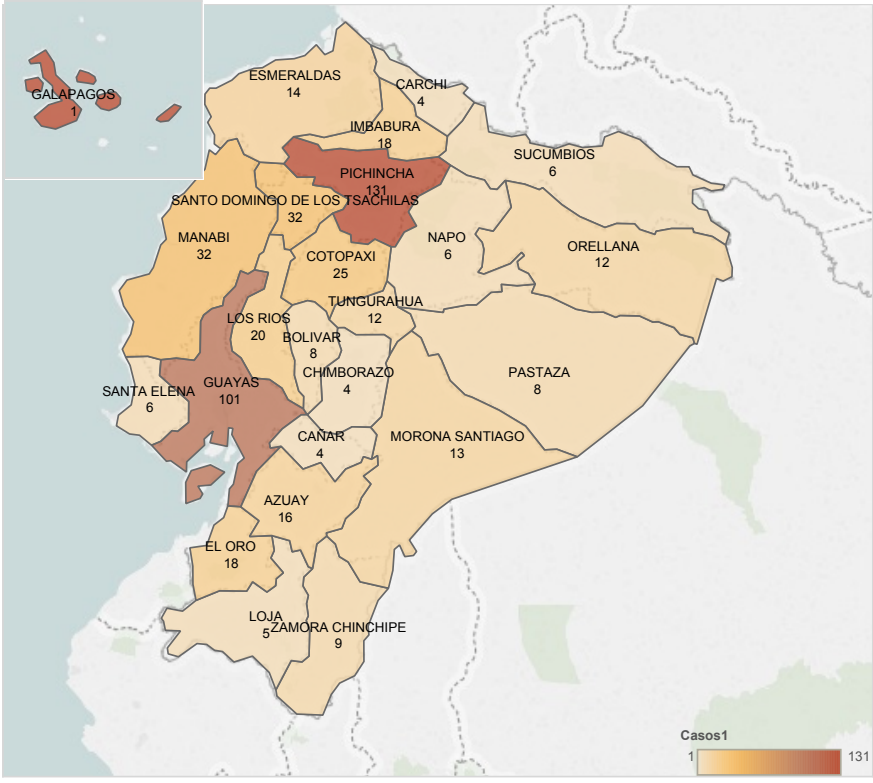 ESMERALDAS
14
CARCHI
4
GALAPAGOS
1
IMBABURA
18
SUCUMBIOS
6
PICHINCHA
131
SANTO DOMINGO DE LOS TSACHILAS
32
MANABI
32
NAPO
6
ORELLANA
12
COTOPAXI
25
TUNGURAHUA
12
LOS RIOS
20
BOLIVAR
8
CHIMBORAZO
4
PASTAZA
8
SANTA ELENA
6
GUAYAS
101
CAÑAR
4
MORONA SANTIAGO
13
AZUAY
16
EL ORO
18
LOJA
5
ZAMORA CHINCHIPE
9
Casos1
1 131